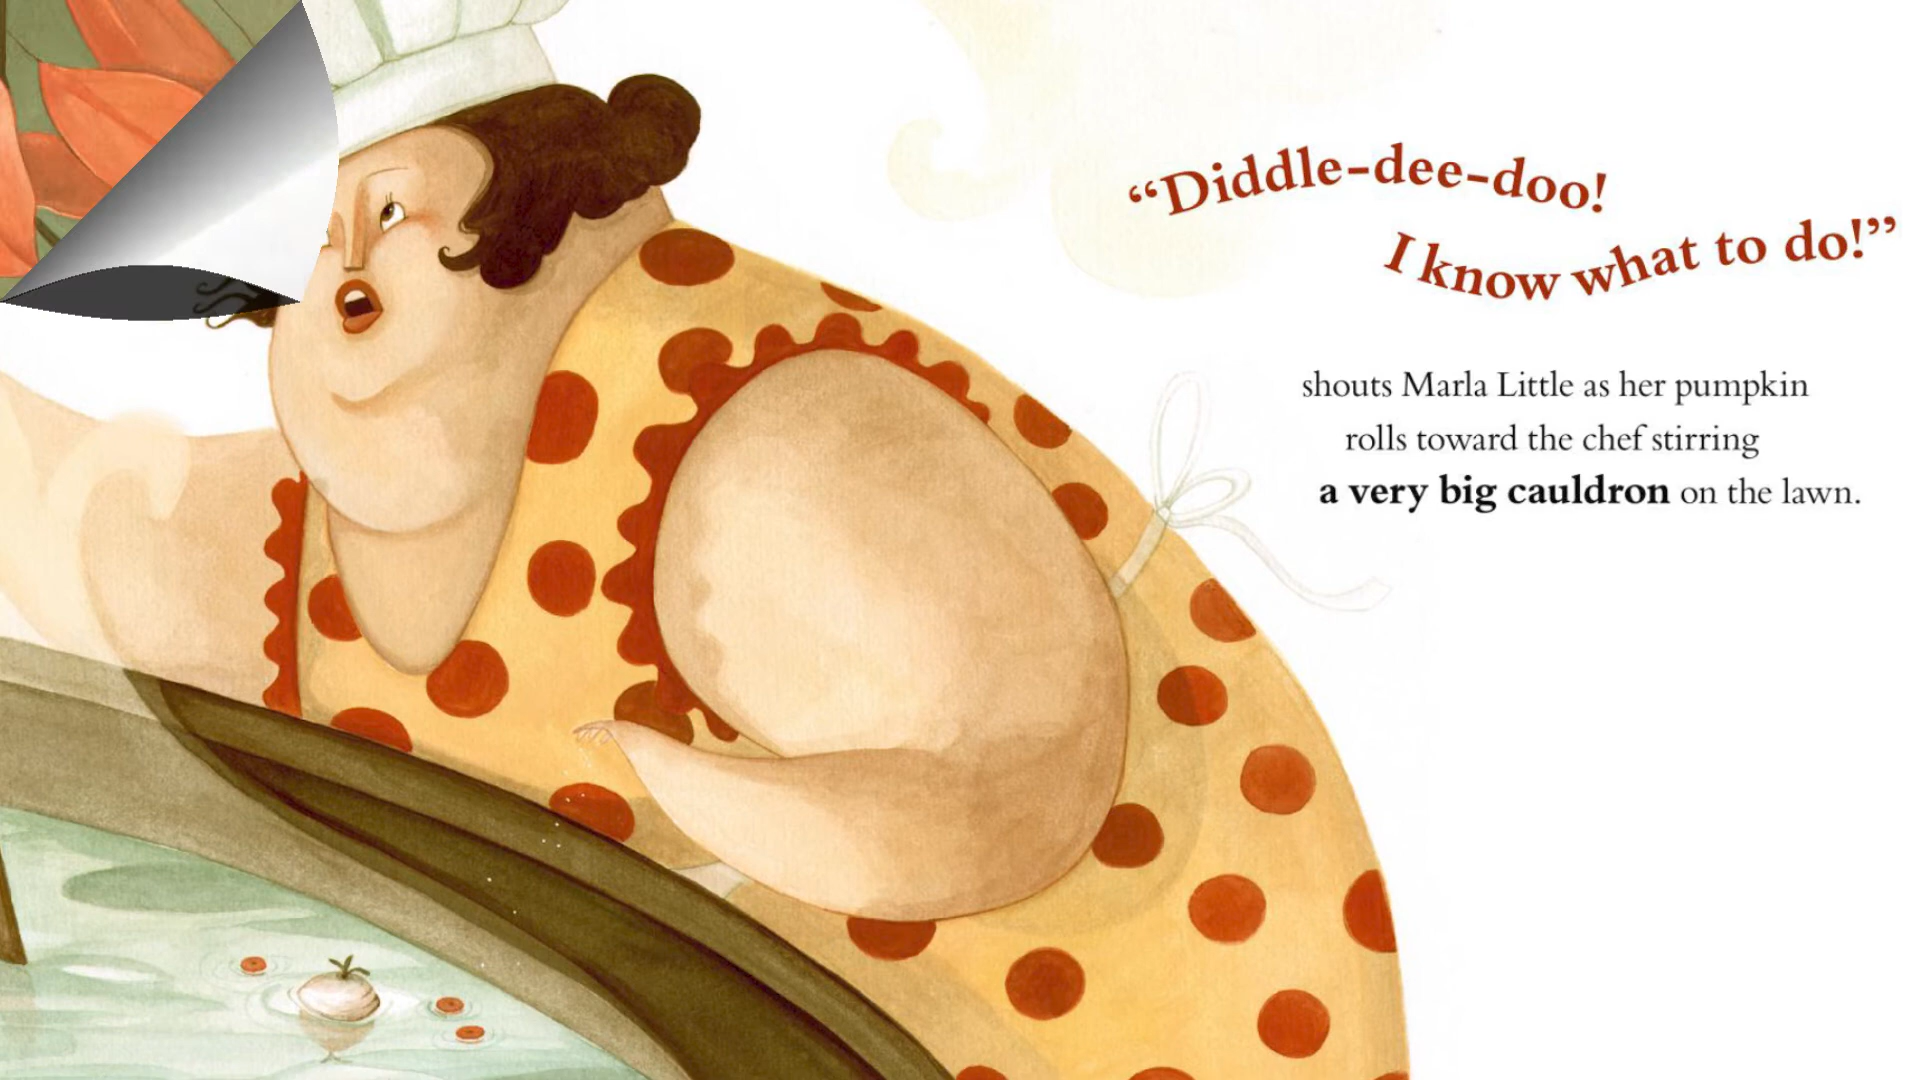 “Diddle-dee-doo!
I know what to do!”
shouts Marla Little as her pumpkin
rolls toward the chef stirring
a very big cauldron on the lawn.